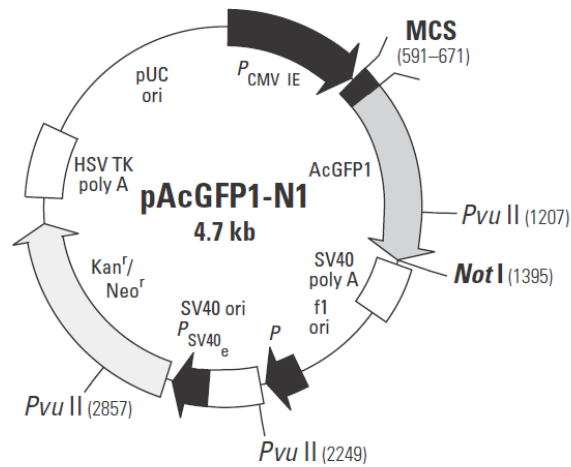 MCS
(591–671)
P CMV IE
pUC
ori
HSV TK
poly A
AcGFP1
pAcGFP1-N1
4.7 kb
Pvu II (1207)
Not I (1395)
SV40
poly A
f1
ori
Kanʳ/
Neoʳ
SV40 ori
P SV40 e
P
Pvu II (2857)
Pvu II (2249)